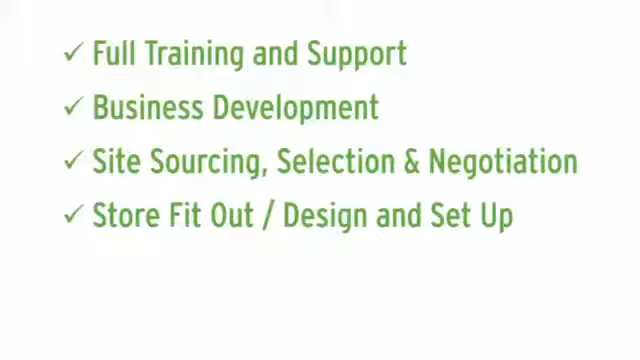 ✓ Full Training and Support
✓ Business Development
✓ Site Sourcing, Selection & Negotiation
✓ Store Fit Out / Design and Set Up